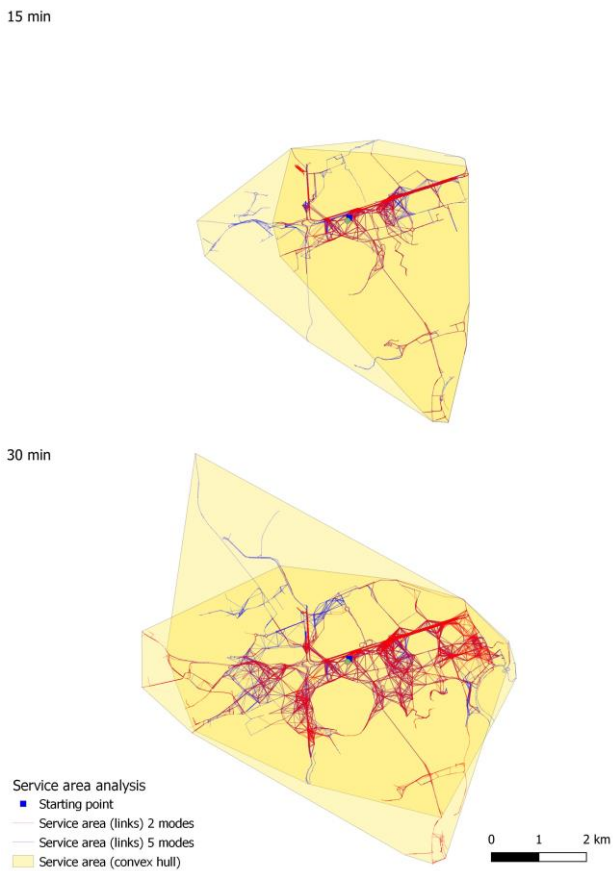 15 min
30 min
Service area analysis
Starting point
Service area (links) 2 modes
Service area (links) 5 modes
Service area (convex hull)
0 1 2 km